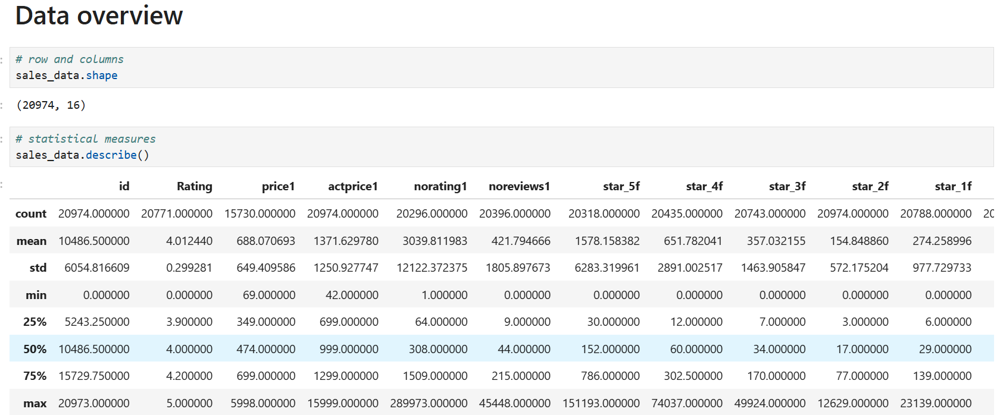 Data overview
# row and columns
sales_data.shape
(20974, 16)
# statistical measures
sales_data.describe()
id Rating price1 actprice1 norating1 noreviews1 star_5f star_4f star_3f star_2f star_1f
count 20974.000000 20771.000000 15730.000000 20974.000000 20296.000000 20396.000000 20318.000000 20435.000000 20743.000000 20974.000000 20788.000000 20
mean 10486.500000 4.012440 688.070693 1371.629780 3039.811983 421.794666 1578.158382 651.782041 357.032155 154.848860 274.258996
std 6054.816609 0.299281 649.409586 1250.927747 12122.372375 1805.897673 6283.319961 2891.002517 1463.905847 572.175204 977.729733
min 0.000000 0.000000 69.000000 42.000000 1.000000 0.000000 0.000000 0.000000 0.000000 0.000000 0.000000
25% 5243.250000 3.900000 349.000000 699.000000 64.000000 9.000000 30.000000 12.000000 7.000000 3.000000 6.000000
50% 10486.500000 4.000000 474.000000 999.000000 308.000000 44.000000 152.000000 60.000000 34.000000 17.000000 29.000000
75% 15729.750000 4.200000 699.000000 1299.000000 1509.000000 215.000000 786.000000 302.500000 170.000000 77.000000 139.000000
max 20973.000000 5.000000 5998.000000 15999.000000 289973.000000 45448.000000 151193.000000 74037.000000 49924.000000 12629.000000 23139.000000